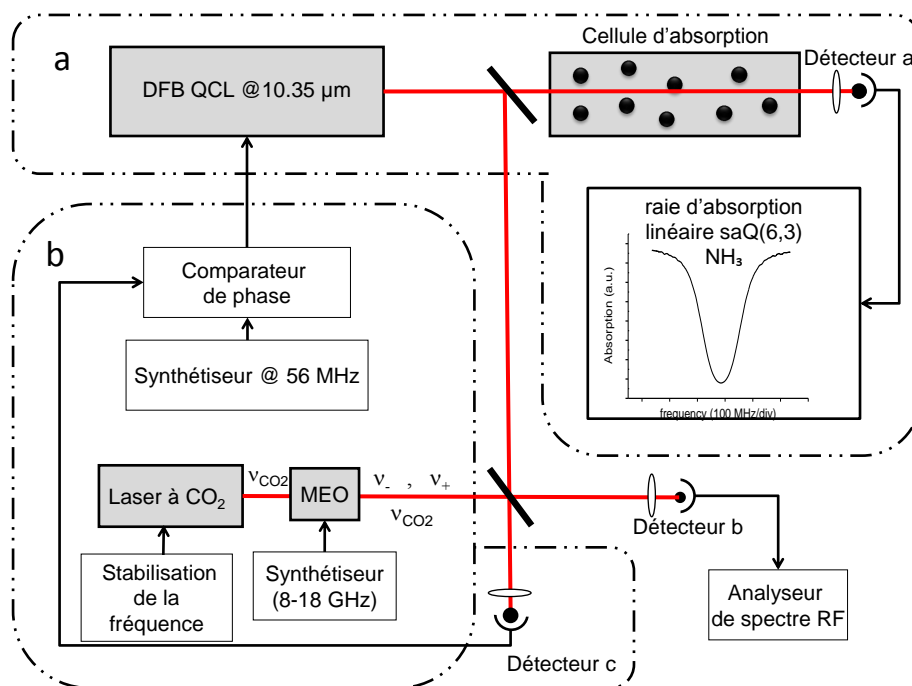 a
DFB QCL @10.35 µm
Cellule d'absorption
Détecteur a
raie d'absorption
linéaire saQ(6,3)
NH₃
Absorption (a.u.)
frequency (100 MHz/div)
b
Comparateur
de phase
Synthétiseur @ 56 MHz
Laser à CO₂
νCO2
MEO
ν₋ , ν₊
νCO2
Stabilisation
de la
fréquence
Synthétiseur
(8-18 GHz)
Détecteur b
Analyseur
de spectre RF
Détecteur c